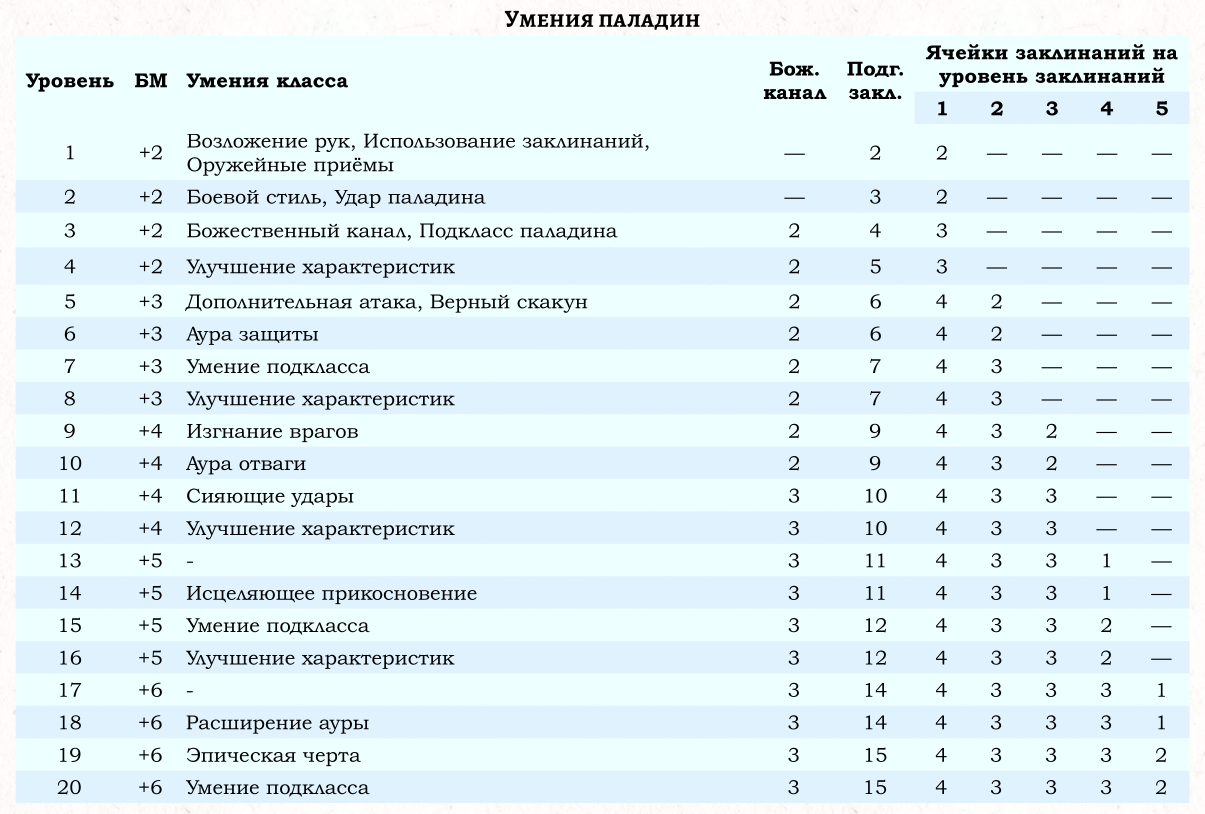 Умения паладин
Ячейки заклинаний на
уровень заклинаний
Уровень БМ Умения класса Бож. канал Подг. закл. 1 2 3 4 5
1 +2 Возложение рук, Использование заклинаний, — 2 2 — — — —
Оружейные приёмы
2 +2 Боевой стиль, Удар паладина — 3 2 — — — —
3 +2 Божественный канал, Подкласс паладина 2 4 3 — — — —
4 +2 Улучшение характеристик 2 5 3 — — — —
5 +3 Дополнительная атака, Верный скакун 2 6 4 2 — — —
6 +3 Аура защиты 2 6 4 2 — — —
7 +3 Умение подкласса 2 7 4 3 — — —
8 +3 Улучшение характеристик 2 7 4 3 — — —
9 +4 Изгнание врагов 2 9 4 3 2 — —
10 +4 Аура отваги 2 9 4 3 2 — —
11 +4 Сияющие удары 3 10 4 3 3 — —
12 +4 Улучшение характеристик 3 10 4 3 3 — —
13 +5 - 3 11 4 3 3 1 —
14 +5 Исцеляющее прикосновение 3 11 4 3 3 1 —
15 +5 Умение подкласса 3 12 4 3 3 2 —
16 +5 Улучшение характеристик 3 12 4 3 3 2 —
17 +6 - 3 14 4 3 3 3 1
18 +6 Расширение ауры 3 14 4 3 3 3 1
19 +6 Эпическая черта 3 15 4 3 3 3 2
20 +6 Умение подкласса 3 15 4 3 3 3 2